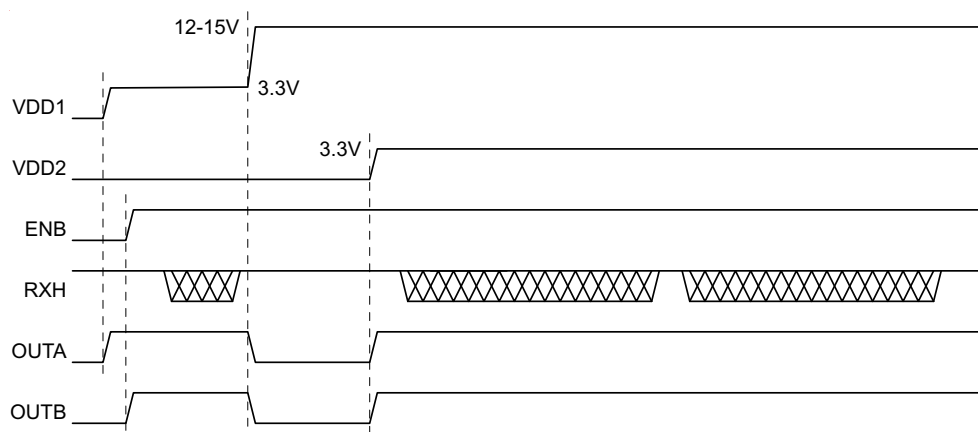 12-15V
3.3V
VDD1
3.3V
VDD2
ENB
RXH
OUTA
OUTB